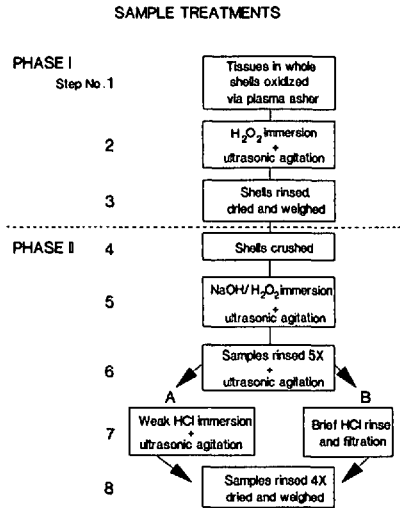 SAMPLE TREATMENTS
PHASE I
Step No. 1
Tissues in whole
shells oxidized
via plasma asher
2
H2O2 immersion
+
ultrasonic agitation
3
Shells rinsed,
dried and weighed
PHASE II
4
Shells crushed
5
NaOH/H2O2 immersion
+
ultrasonic agitation
6
Samples rinsed 5X
+
ultrasonic agitation
A
B
7
Weak HCl immersion
+
ultrasonic agitation
Brief HCl rinse
and filtration
8
Samples rinsed 4X
dried and weighed